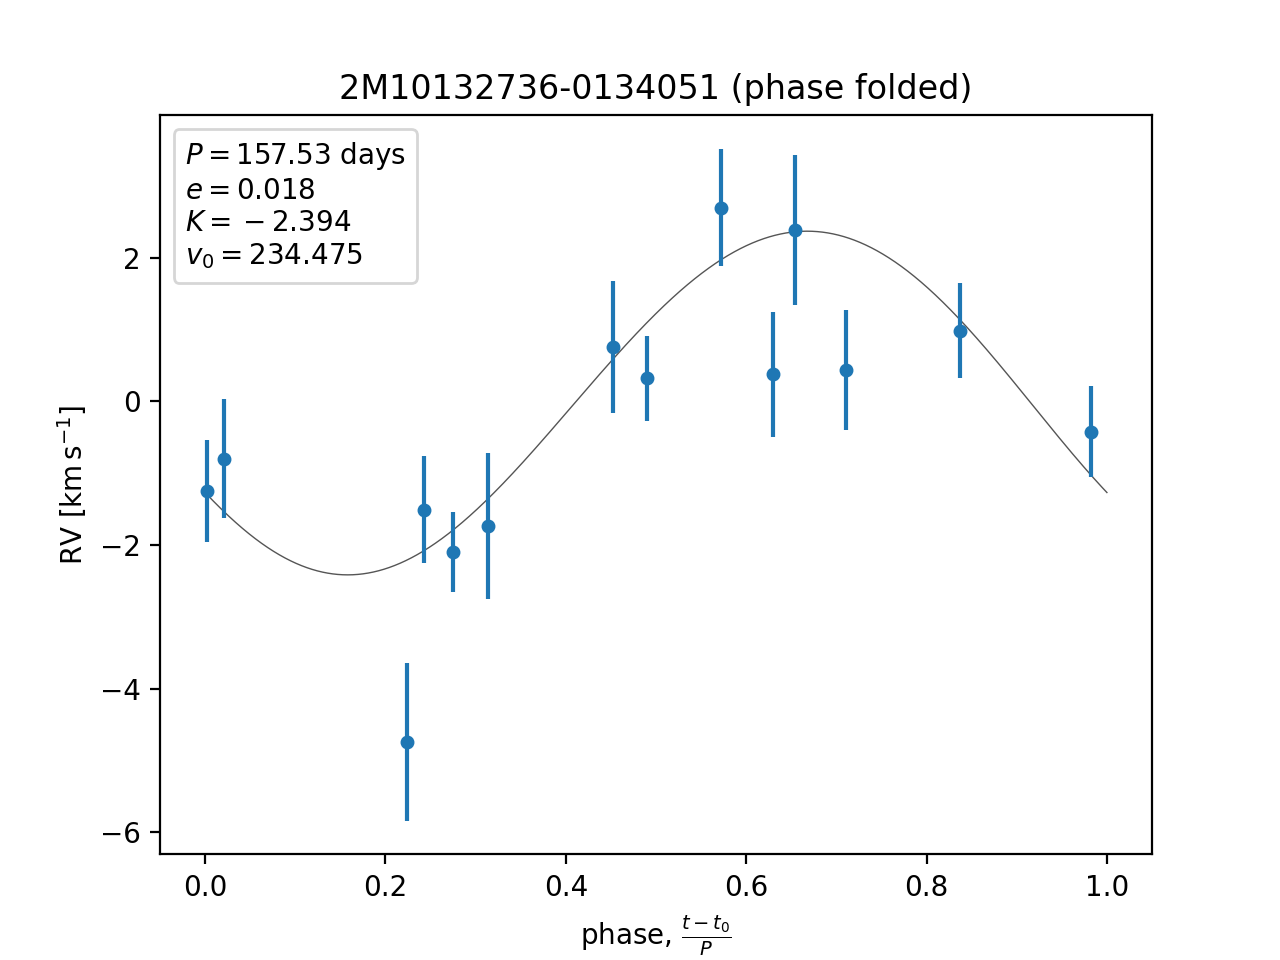 2M10132736-0134051 (phase folded)
P = 157.53 days
e = 0.018
K = −2.394
v₀ = 234.475
RV [km s⁻¹]
2
0
−2
−4
−6
0.0 0.2 0.4 0.6 0.8 1.0
phase, (t − t₀)/P